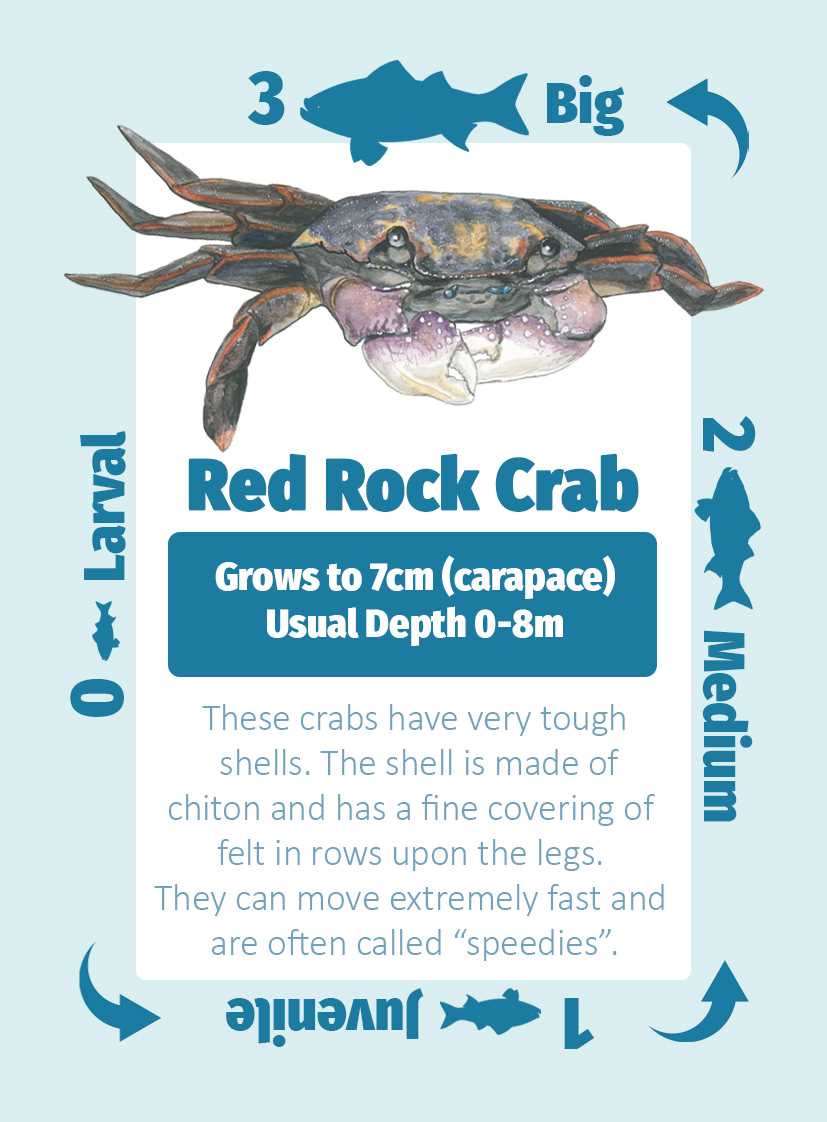 3 Big
Red Rock Crab
Grows to 7cm (carapace)
Usual Depth 0-8m
These crabs have very tough
shells. The shell is made of
chiton and has a fine covering of
felt in rows upon the legs.
They can move extremely fast and
are often called “speedies”.
0 Larval
2 Medium
1 Juvenile